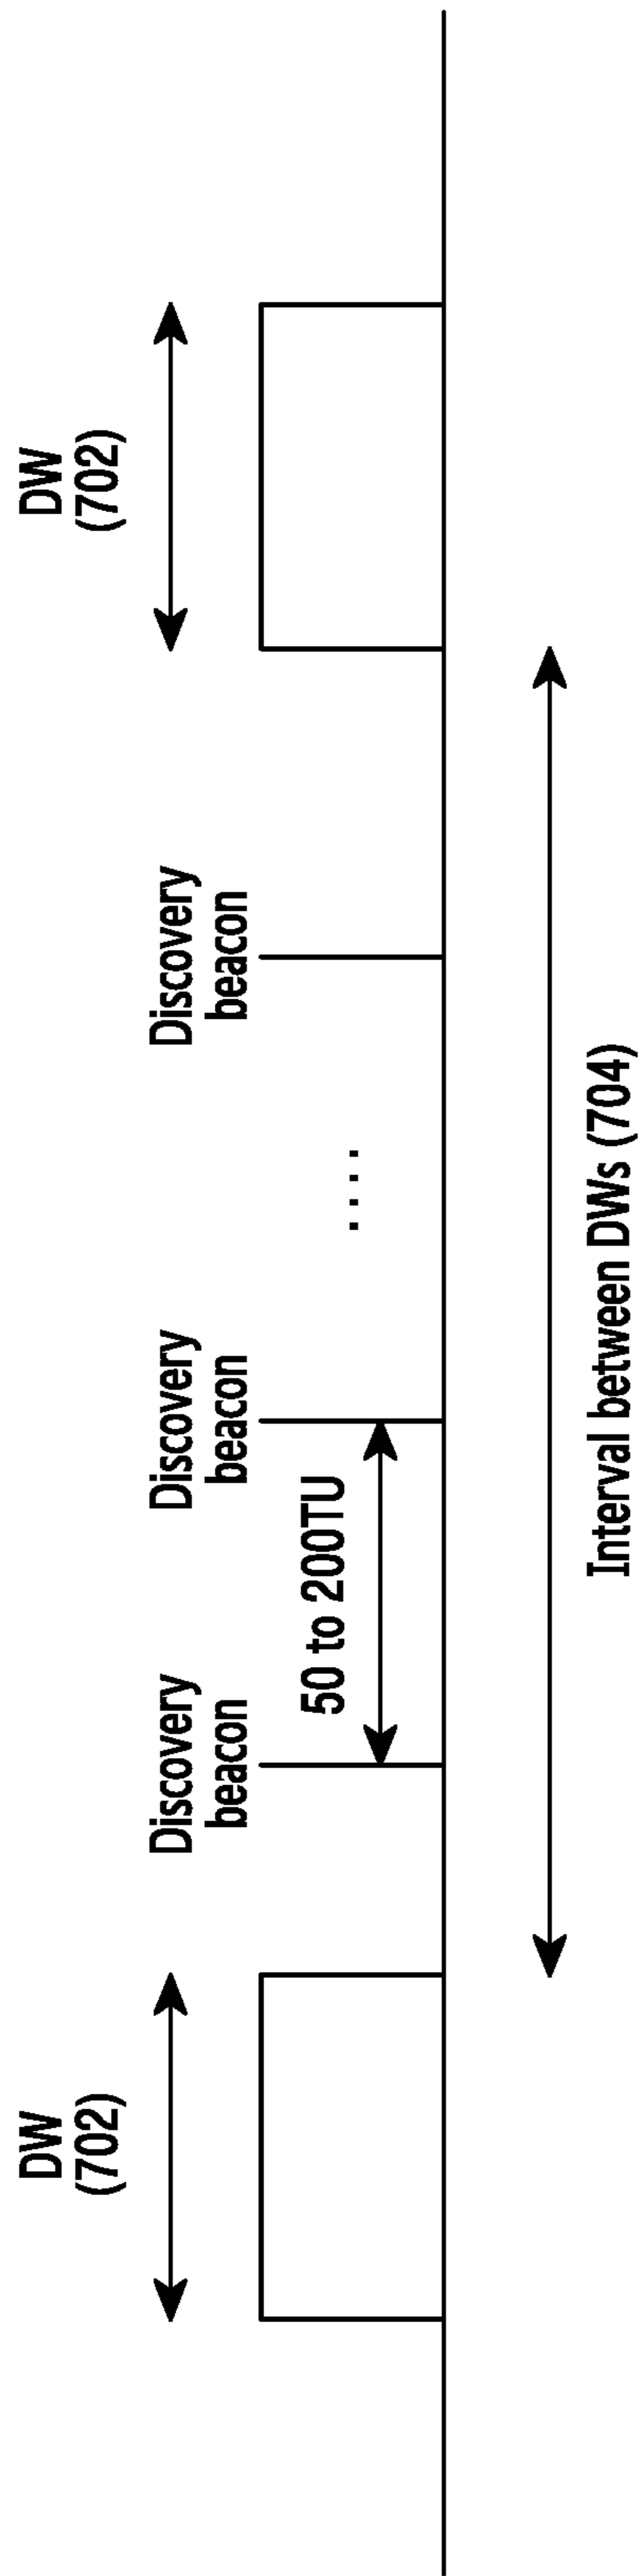 DW
(702)
DW
(702)
Discovery
beacon
Discovery
beacon
Discovery
beacon
50 to 200TU
....
Interval between DWs (704)